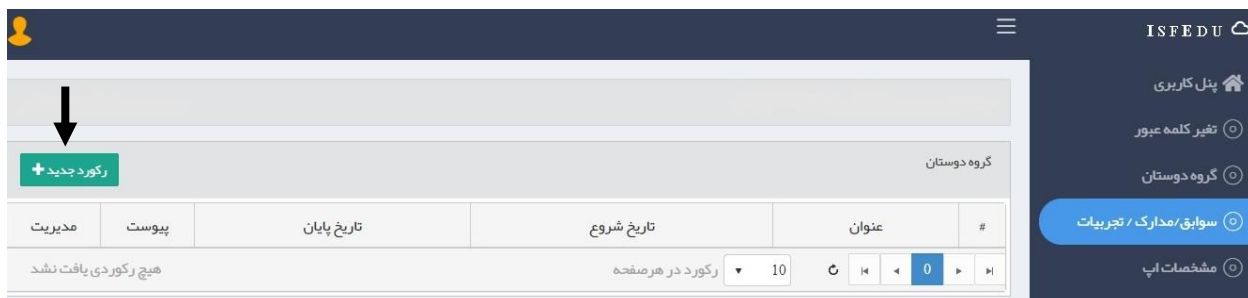 ISFEDU
پنل کاربری
تغیر کلمه عبور
گروه دوستان
سوابق/مدارک / تجربیات
مشخصات اپ
گروه دوستان
رکورد جدید +
# عنوان تاریخ شروع تاریخ پایان پیوست مدیریت
0 10 رکورد در هرصفحه هیچ رکوردی یافت نشد